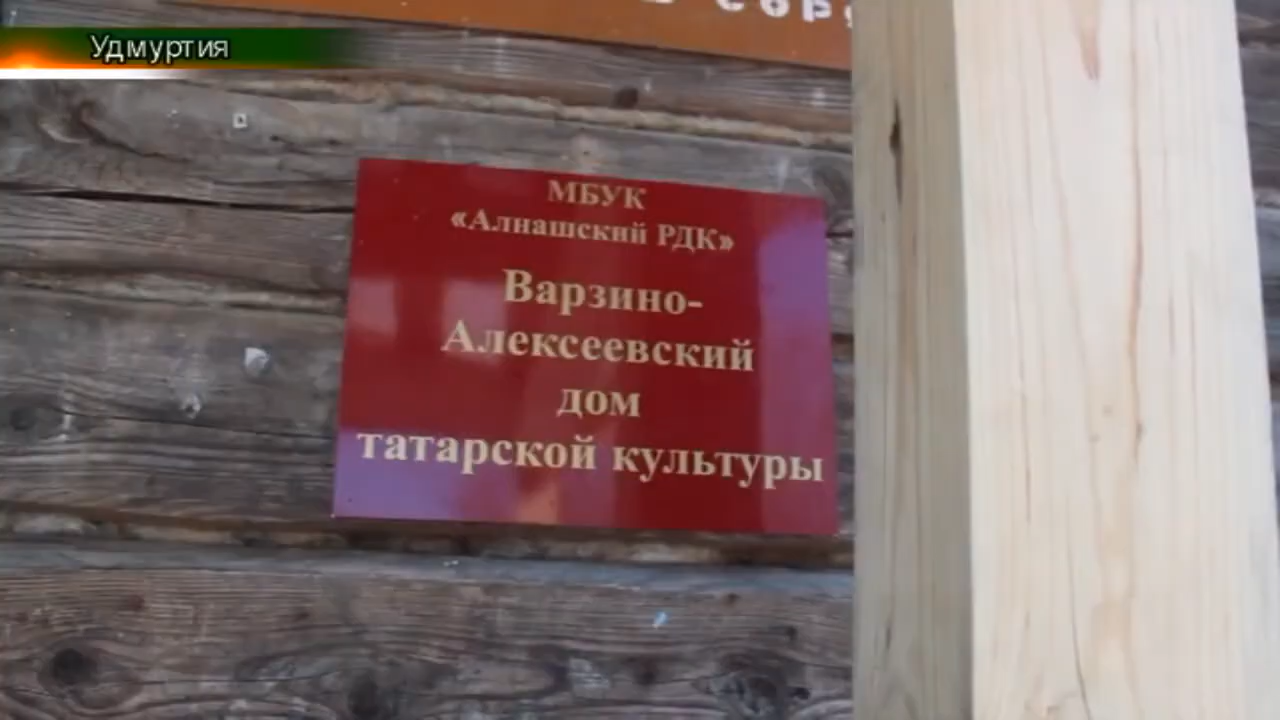 Удмуртия
МБУК
«Алнашский РДК»
Варзино-
Алексеевский
дом
татарской культуры